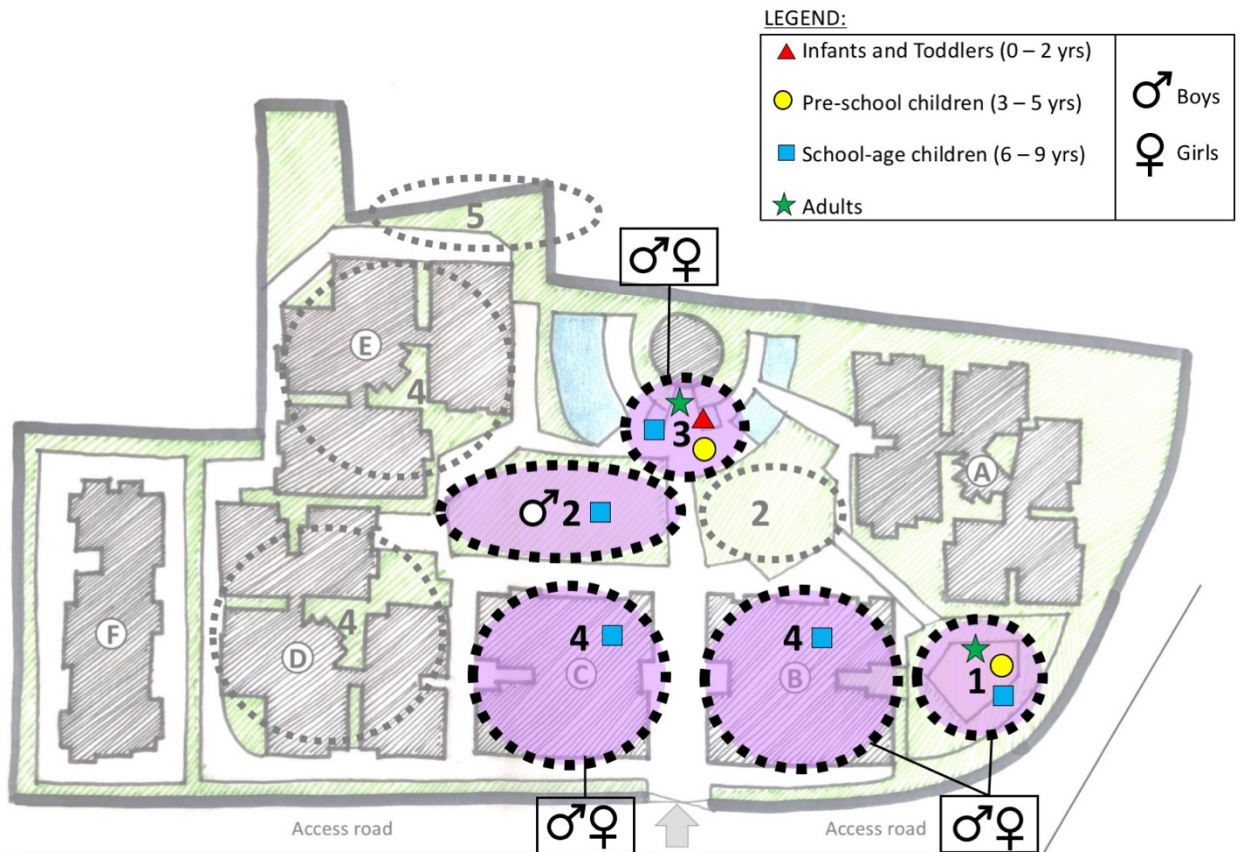 LEGEND:
Infants and Toddlers (0 – 2 yrs)
Pre-school children (3 – 5 yrs)
School-age children (6 – 9 yrs)
Adults
♂ Boys
♀ Girls
5
♂♀
E
4
3
A
♂ 2
2
F
D
4
4
C
4
B
1
Access road
♂♀
Access road
♂♀